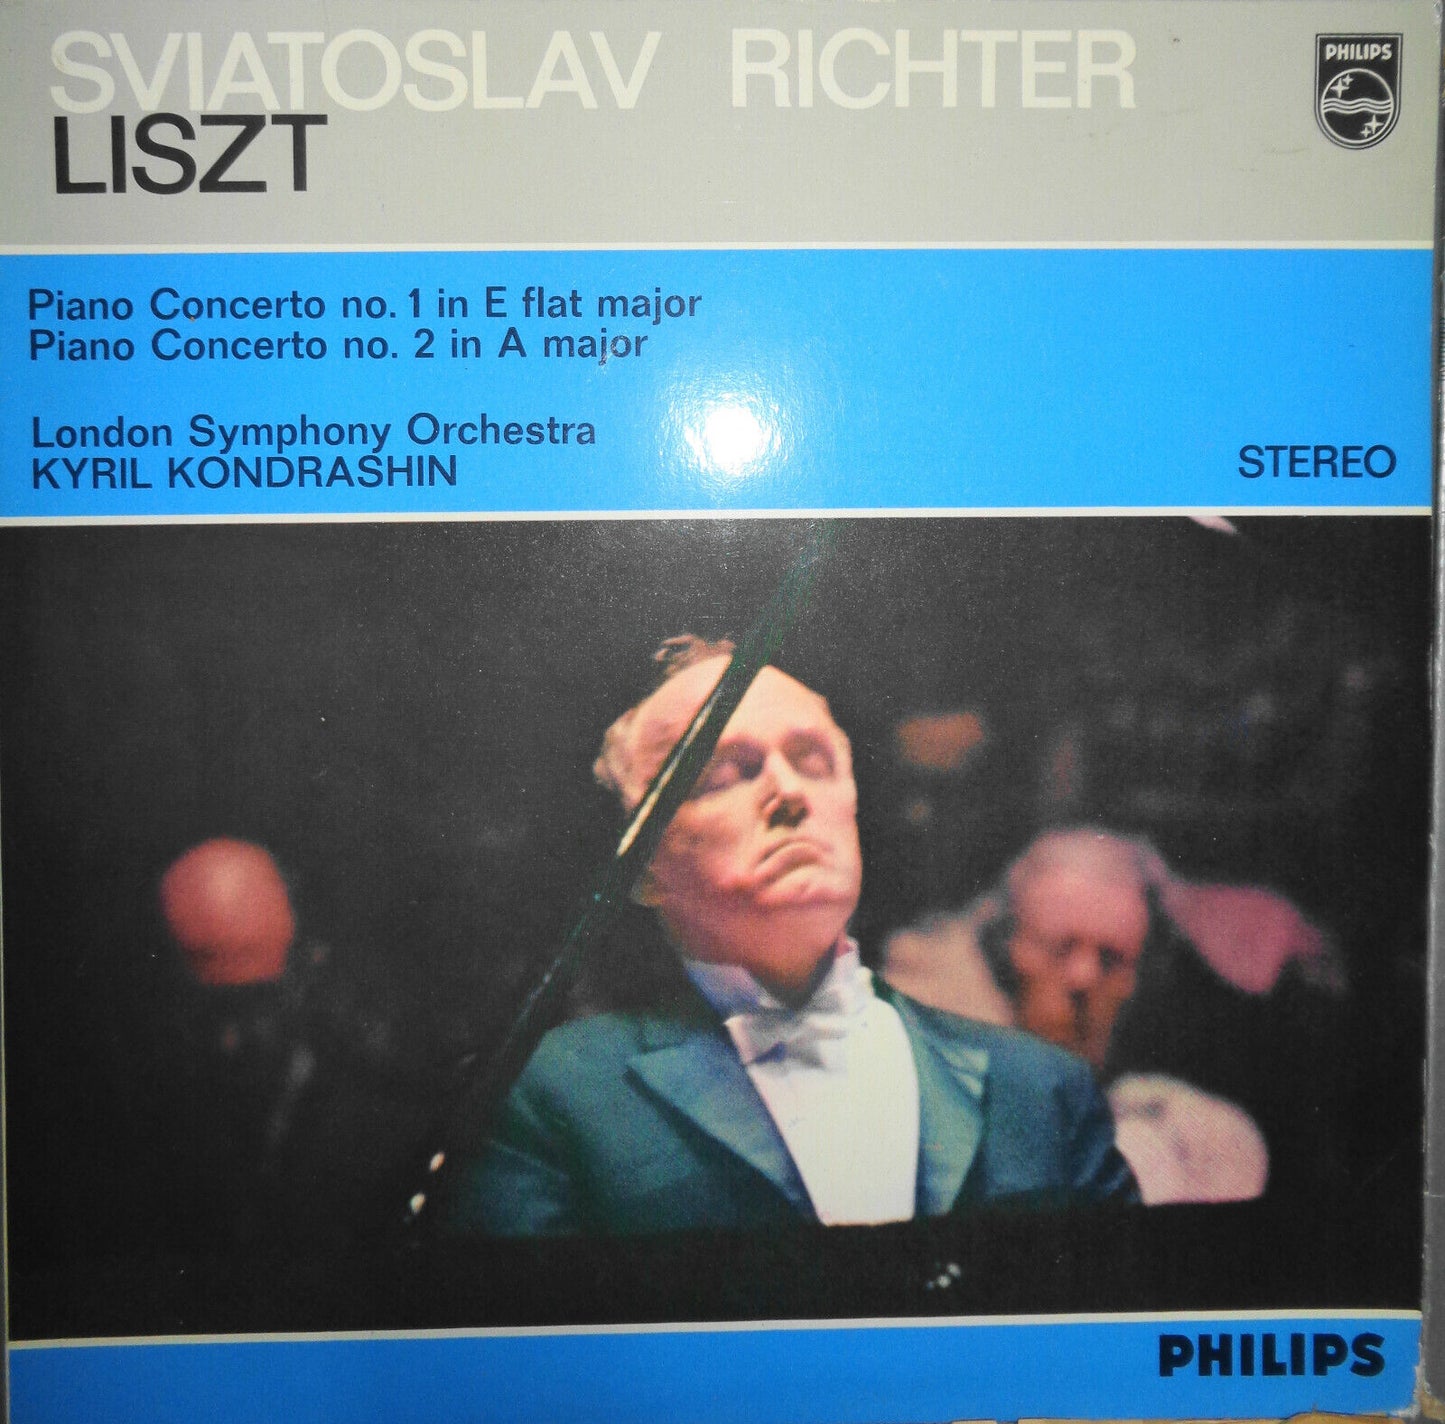 SVIATOSLAV RICHTER
LISZT
PHILIPS
Piano Concerto no. 1 in E flat major
Piano Concerto no. 2 in A major
London Symphony Orchestra
KYRIL KONDRASHIN
STEREO
PHILIPS